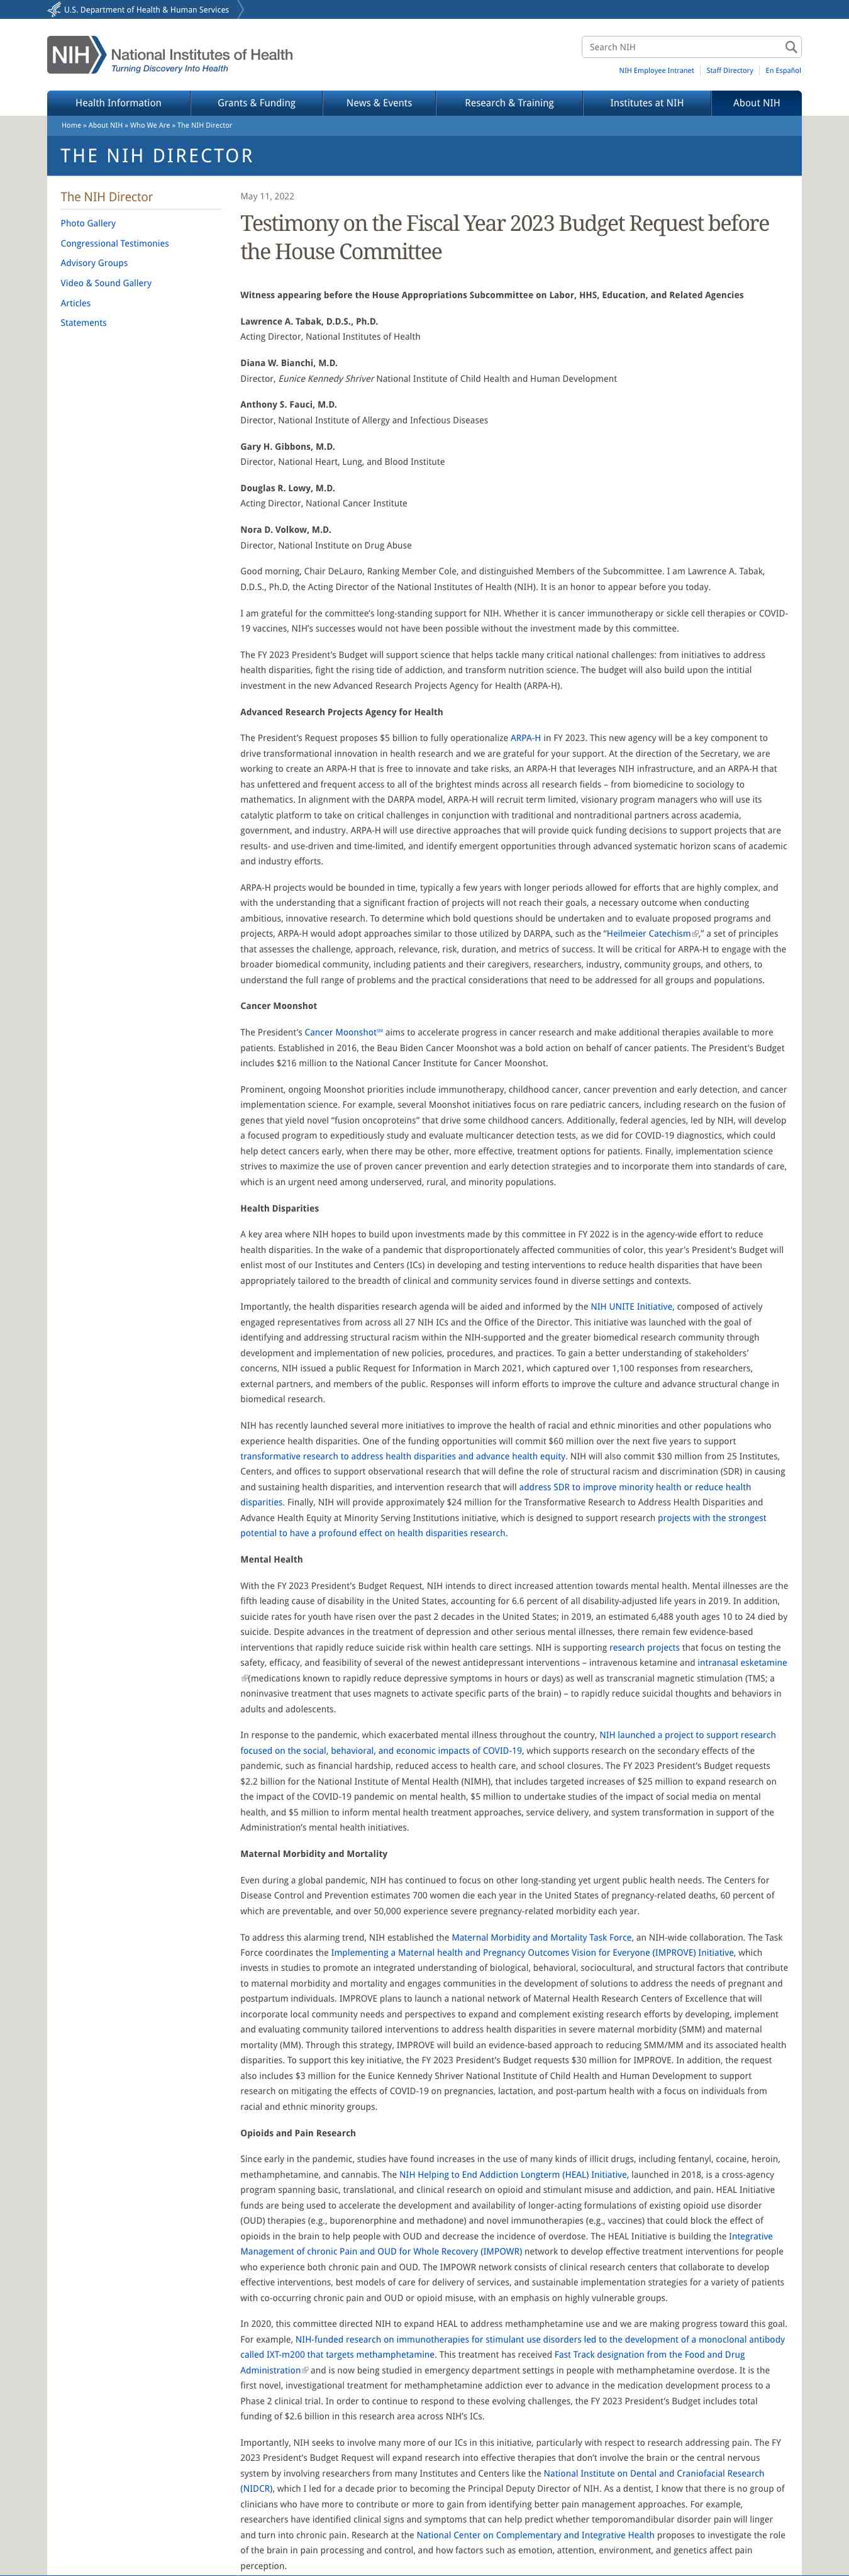 U.S. Department of Health & Human Services
NIH National Institutes of Health
Turning Discovery Into Health
Search NIH
NIH Employee Intranet
Staff Directory
En Español
Health Information
Grants & Funding
News & Events
Research & Training
Institutes at NIH
About NIH
Home » About NIH » Who We Are » The NIH Director
THE NIH DIRECTOR
The NIH Director
Photo Gallery
Congressional Testimonies
Advisory Groups
Video & Sound Gallery
Articles
Statements
May 11, 2022
Testimony on the Fiscal Year 2023 Budget Request before
the House Committee
Witness appearing before the House Appropriations Subcommittee on Labor, HHS, Education, and Related Agencies
Lawrence A. Tabak, D.D.S., Ph.D.
Acting Director, National Institutes of Health
Diana W. Bianchi, M.D.
Director, Eunice Kennedy Shriver National Institute of Child Health and Human Development
Anthony S. Fauci, M.D.
Director, National Institute of Allergy and Infectious Diseases
Gary H. Gibbons, M.D.
Director, National Heart, Lung, and Blood Institute
Douglas R. Lowy, M.D.
Acting Director, National Cancer Institute
Nora D. Volkow, M.D.
Director, National Institute on Drug Abuse
Good morning, Chair DeLauro, Ranking Member Cole, and distinguished Members of the Subcommittee. I am Lawrence A. Tabak,
D.D.S., Ph.D, the Acting Director of the National Institutes of Health (NIH). It is an honor to appear before you today.
I am grateful for the committee's long-standing support for NIH. Whether it is cancer immunotherapy or sickle cell therapies or COVID-
19 vaccines, NIH's successes would not have been possible without the investment made by this committee.
The FY 2023 President's Budget will support science that helps tackle many critical national challenges: from initiatives to address
health disparities, fight the rising tide of addiction, and transform nutrition science. The budget will also build upon the intitial
investment in the new Advanced Research Projects Agency for Health (ARPA-H).
Advanced Research Projects Agency for Health
The President's Request proposes $5 billion to fully operationalize ARPA-H in FY 2023. This new agency will be a key component to
drive transformational innovation in health research and we are grateful for your support. At the direction of the Secretary, we are
working to create an ARPA-H that is free to innovate and take risks, an ARPA-H that leverages NIH infrastructure, and an ARPA-H that
has unfettered and frequent access to all of the brightest minds across all research fields – from biomedicine to sociology to
mathematics. In alignment with the DARPA model, ARPA-H will recruit term limited, visionary program managers who will use its
catalytic platform to take on critical challenges in conjunction with traditional and nontraditional partners across academia,
government, and industry. ARPA-H will use directive approaches that will provide quick funding decisions to support projects that are
results- and use-driven and time-limited, and identify emergent opportunities through advanced systematic horizon scans of academic
and industry efforts.
ARPA-H projects would be bounded in time, typically a few years with longer periods allowed for efforts that are highly complex, and
with the understanding that a significant fraction of projects will not reach their goals, a necessary outcome when conducting
ambitious, innovative research. To determine which bold questions should be undertaken and to evaluate proposed programs and
projects, ARPA-H would adopt approaches similar to those utilized by DARPA, such as the "Heilmeier Catechism," a set of principles
that assesses the challenge, approach, relevance, risk, duration, and metrics of success. It will be critical for ARPA-H to engage with the
broader biomedical community, including patients and their caregivers, researchers, industry, community groups, and others, to
understand the full range of problems and the practical considerations that need to be addressed for all groups and populations.
Cancer Moonshot
The President's Cancer Moonshot℠ aims to accelerate progress in cancer research and make additional therapies available to more
patients. Established in 2016, the Beau Biden Cancer Moonshot was a bold action on behalf of cancer patients. The President's Budget
includes $216 million to the National Cancer Institute for Cancer Moonshot.
Prominent, ongoing Moonshot priorities include immunotherapy, childhood cancer, cancer prevention and early detection, and cancer
implementation science. For example, several Moonshot initiatives focus on rare pediatric cancers, including research on the fusion of
genes that yield novel "fusion oncoproteins" that drive some childhood cancers. Additionally, federal agencies, led by NIH, will develop
a focused program to expeditiously study and evaluate multicancer detection tests, as we did for COVID-19 diagnostics, which could
help detect cancers early, when there may be other, more effective, treatment options for patients. Finally, implementation science
strives to maximize the use of proven cancer prevention and early detection strategies and to incorporate them into standards of care,
which is an urgent need among underserved, rural, and minority populations.
Health Disparities
A key area where NIH hopes to build upon investments made by this committee in FY 2022 is in the agency-wide effort to reduce
health disparities. In the wake of a pandemic that disproportionately affected communities of color, this year's President's Budget will
enlist most of our Institutes and Centers (ICs) in developing and testing interventions to reduce health disparities that have been
appropriately tailored to the breadth of clinical and community services found in diverse settings and contexts.
Importantly, the health disparities research agenda will be aided and informed by the NIH UNITE Initiative, composed of actively
engaged representatives from across all 27 NIH ICs and the Office of the Director. This initiative was launched with the goal of
identifying and addressing structural racism within the NIH-supported and the greater biomedical research community through
development and implementation of new policies, procedures, and practices. To gain a better understanding of stakeholders'
concerns, NIH issued a public Request for Information in March 2021, which captured over 1,100 responses from researchers,
external partners, and members of the public. Responses will inform efforts to improve the culture and advance structural change in
biomedical research.
NIH has recently launched several more initiatives to improve the health of racial and ethnic minorities and other populations who
experience health disparities. One of the funding opportunities will commit $60 million over the next five years to support
transformative research to address health disparities and advance health equity. NIH will also commit $30 million from 25 Institutes,
Centers, and offices to support observational research that will define the role of structural racism and discrimination (SDR) in causing
and sustaining health disparities, and intervention research that will address SDR to improve minority health or reduce health
disparities. Finally, NIH will provide approximately $24 million for the Transformative Research to Address Health Disparities and
Advance Health Equity at Minority Serving Institutions initiative, which is designed to support research projects with the strongest
potential to have a profound effect on health disparities research.
Mental Health
With the FY 2023 President's Budget Request, NIH intends to direct increased attention towards mental health. Mental illnesses are the
fifth leading cause of disability in the United States, accounting for 6.6 percent of all disability-adjusted life years in 2019. In addition,
suicide rates for youth have risen over the past 2 decades in the United States; in 2019, an estimated 6,488 youth ages 10 to 24 died by
suicide. Despite advances in the treatment of depression and other serious mental illnesses, there remain few evidence-based
interventions that rapidly reduce suicide risk within health care settings. NIH is supporting research projects that focus on testing the
safety, efficacy, and feasibility of several of the newest antidepressant interventions – intravenous ketamine and intranasal esketamine
(medications known to rapidly reduce depressive symptoms in hours or days) as well as transcranial magnetic stimulation (TMS; a
noninvasive treatment that uses magnets to activate specific parts of the brain) – to rapidly reduce suicidal thoughts and behaviors in
adults and adolescents.
In response to the pandemic, which exacerbated mental illness throughout the country, NIH launched a project to support research
focused on the social, behavioral, and economic impacts of COVID-19, which supports research on the secondary effects of the
pandemic, such as financial hardship, reduced access to health care, and school closures. The FY 2023 President's Budget requests
$2.2 billion for the National Institute of Mental Health (NIMH), that includes targeted increases of $25 million to expand research on
the impact of the COVID-19 pandemic on mental health, $5 million to undertake studies of the impact of social media on mental
health, and $5 million to inform mental health treatment approaches, service delivery, and system transformation in support of the
Administration's mental health initiatives.
Maternal Morbidity and Mortality
Even during a global pandemic, NIH has continued to focus on other long-standing yet urgent public health needs. The Centers for
Disease Control and Prevention estimates 700 women die each year in the United States of pregnancy-related deaths, 60 percent of
which are preventable, and over 50,000 experience severe pregnancy-related morbidity each year.
To address this alarming trend, NIH established the Maternal Morbidity and Mortality Task Force, an NIH-wide collaboration. The Task
Force coordinates the Implementing a Maternal health and Pregnancy Outcomes Vision for Everyone (IMPROVE) Initiative, which
invests in studies to promote an integrated understanding of biological, behavioral, sociocultural, and structural factors that contribute
to maternal morbidity and mortality and engages communities in the development of solutions to address the needs of pregnant and
postpartum individuals. IMPROVE plans to launch a national network of Maternal Health Research Centers of Excellence that will
incorporate local community needs and perspectives to expand and complement existing research efforts by developing, implement
and evaluating community tailored interventions to address health disparities in severe maternal morbidity (SMM) and maternal
mortality (MM). Through this strategy, IMPROVE will build an evidence-based approach to reducing SMM/MM and its associated health
disparities. To support this key initiative, the FY 2023 President's Budget requests $30 million for IMPROVE. In addition, the request
also includes $3 million for the Eunice Kennedy Shriver National Institute of Child Health and Human Development to support
research on mitigating the effects of COVID-19 on pregnancies, lactation, and post-partum health with a focus on individuals from
racial and ethnic minority groups.
Opioids and Pain Research
Since early in the pandemic, studies have found increases in the use of many kinds of illicit drugs, including fentanyl, cocaine, heroin,
methamphetamine, and cannabis. The NIH Helping to End Addiction Longterm (HEAL) Initiative, launched in 2018, is a cross-agency
program spanning basic, translational, and clinical research on opioid and stimulant misuse and addiction, and pain. HEAL Initiative
funds are being used to accelerate the development and availability of longer-acting formulations of existing opioid use disorder
(OUD) therapies (e.g., buporenorphine and methadone) and novel immunotherapies (e.g., vaccines) that could block the effect of
opioids in the brain to help people with OUD and decrease the incidence of overdose. The HEAL Initiative is building the Integrative
Management of chronic Pain and OUD for Whole Recovery (IMPOWR) network to develop effective treatment interventions for people
who experience both chronic pain and OUD. The IMPOWR network consists of clinical research centers that collaborate to develop
effective interventions, best models of care for delivery of services, and sustainable implementation strategies for a variety of patients
with co-occurring chronic pain and OUD or opioid misuse, with an emphasis on highly vulnerable groups.
In 2020, this committee directed NIH to expand HEAL to address methamphetamine use and we are making progress toward this goal.
For example, NIH-funded research on immunotherapies for stimulant use disorders led to the development of a monoclonal antibody
called IXT-m200 that targets methamphetamine. This treatment has received Fast Track designation from the Food and Drug
Administration and is now being studied in emergency department settings in people with methamphetamine overdose. It is the
first novel, investigational treatment for methamphetamine addiction ever to advance in the medication development process to a
Phase 2 clinical trial. In order to continue to respond to these evolving challenges, the FY 2023 President's Budget includes total
funding of $2.6 billion in this research area across NIH's ICs.
Importantly, NIH seeks to involve many more of our ICs in this initiative, particularly with respect to research addressing pain. The FY
2023 President's Budget Request will expand research into effective therapies that don't involve the brain or the central nervous
system by involving researchers from many Institutes and Centers like the National Institute on Dental and Craniofacial Research
(NIDCR), which I led for a decade prior to becoming the Principal Deputy Director of NIH. As a dentist, I know that there is no group of
clinicians who have more to contribute or more to gain from identifying better pain management approaches. For example,
researchers have identified clinical signs and symptoms that can help predict whether temporomandibular disorder pain will linger
and turn into chronic pain. Research at the National Center on Complementary and Integrative Health proposes to investigate the role
of the brain in pain processing and control, and how factors such as emotion, attention, environment, and genetics affect pain
perception.